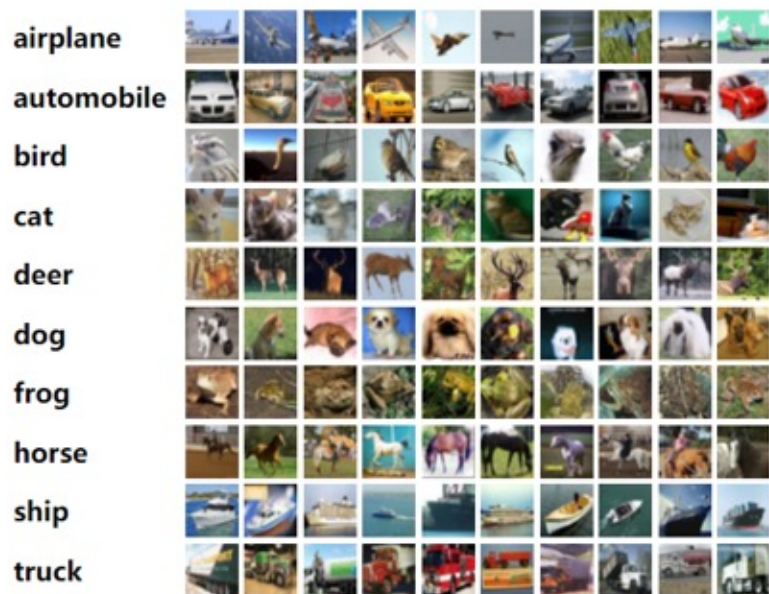 airplane
automobile
bird
cat
deer
dog
frog
horse
ship
truck